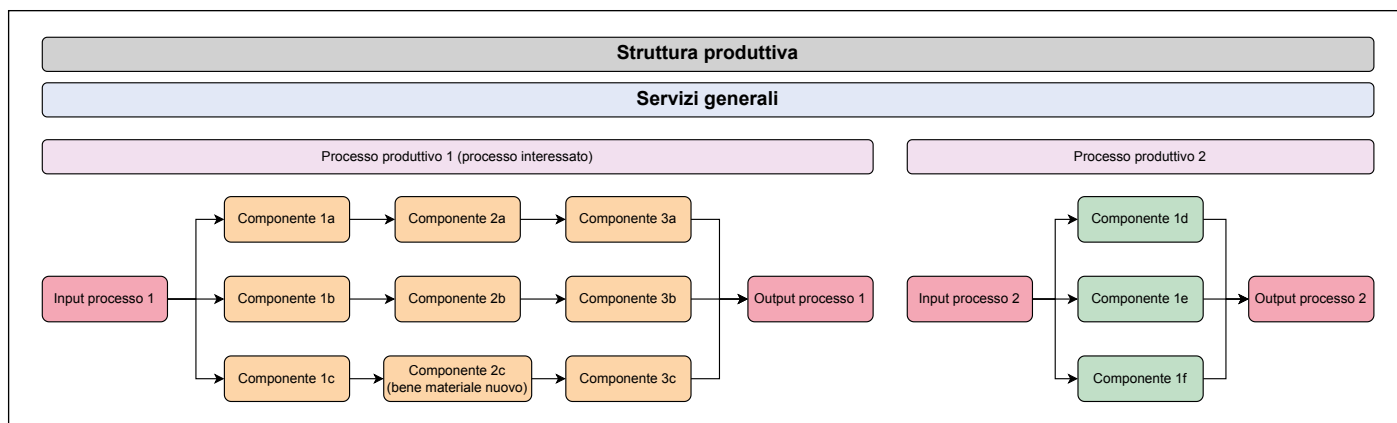 Struttura produttiva
Servizi generali
Processo produttivo 1 (processo interessato)
Processo produttivo 2
Componente 1a
Componente 2a
Componente 3a
Componente 1d
Input processo 1
Componente 1b
Componente 2b
Componente 3b
Output processo 1
Input processo 2
Componente 1e
Output processo 2
Componente 1c
Componente 2c
(bene materiale nuovo)
Componente 3c
Componente 1f